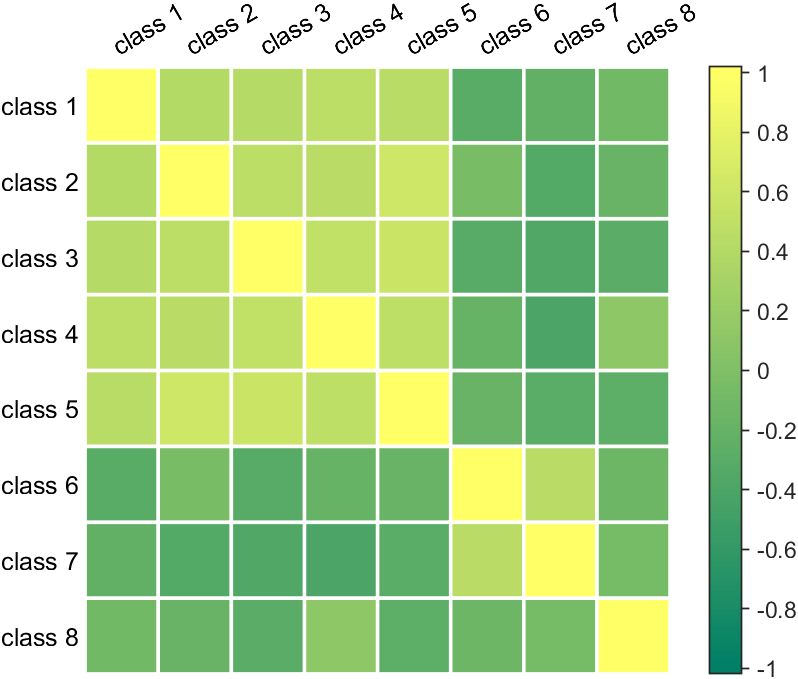 class 1
class 2
class 3
class 4
class 5
class 6
class 7
class 8
class 1
class 2
class 3
class 4
class 5
class 6
class 7
class 8
1
0.8
0.6
0.4
0.2
0
-0.2
-0.4
-0.6
-0.8
-1